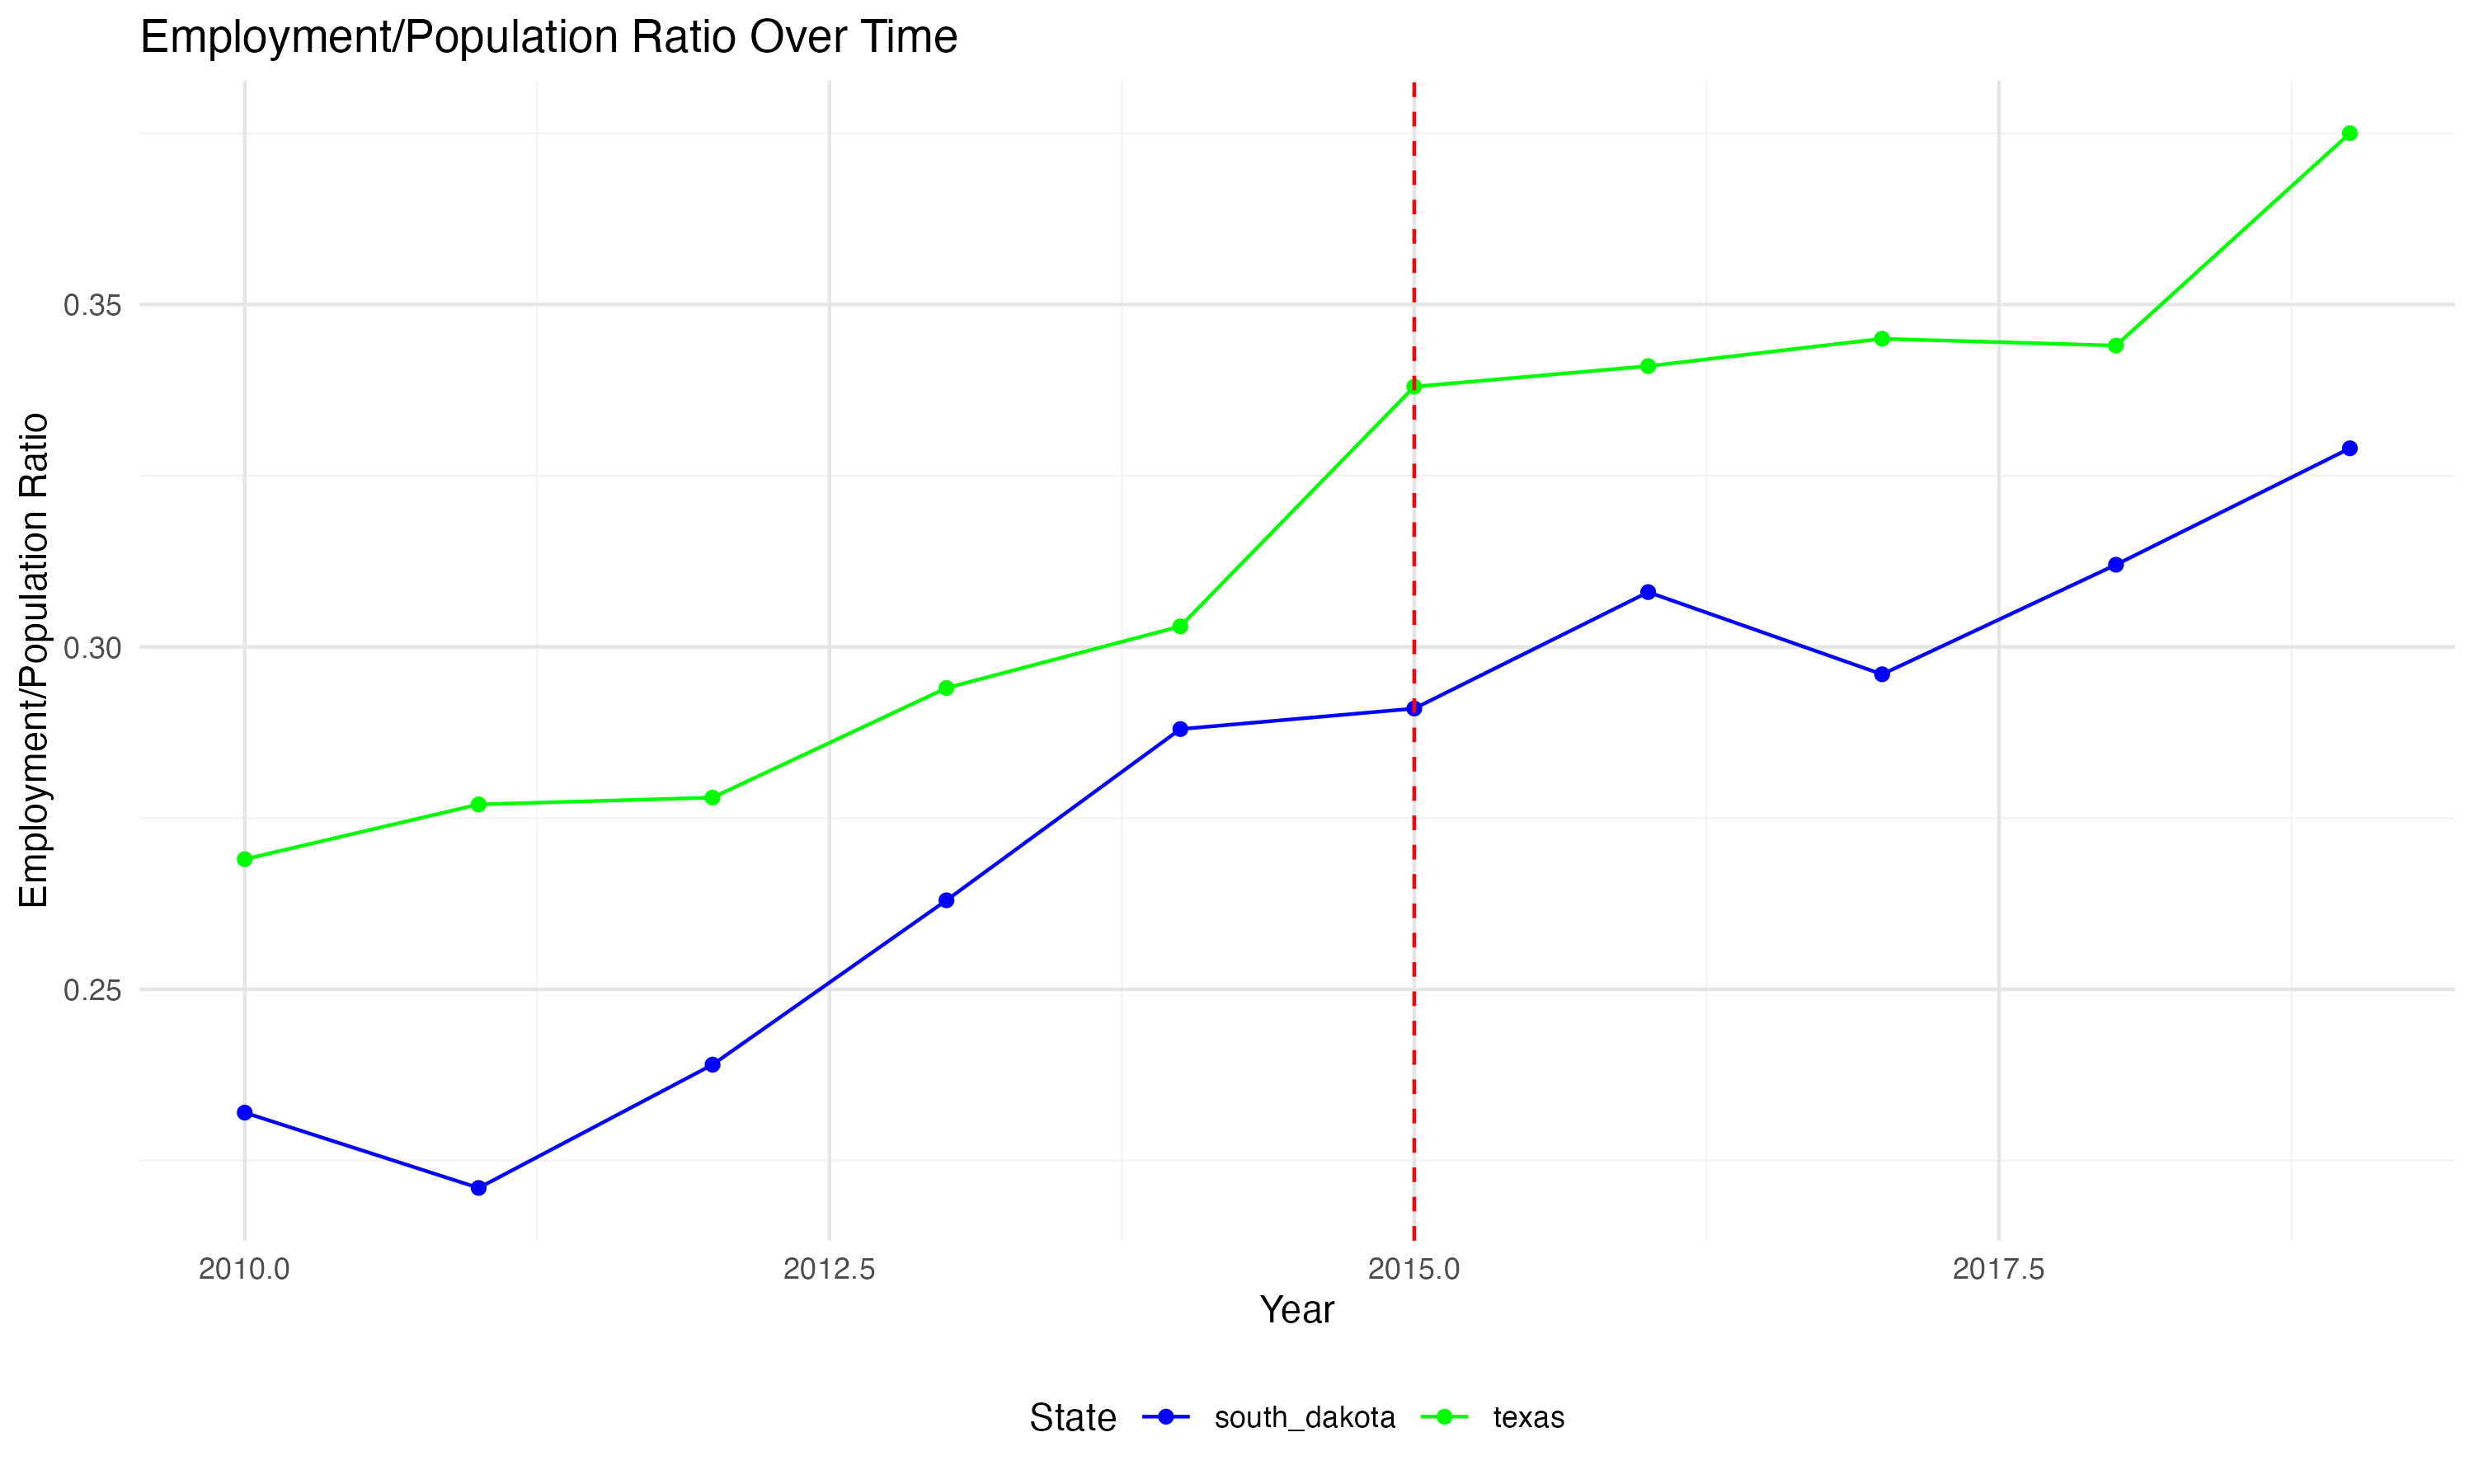 Employment/Population Ratio Over Time
Employment/Population Ratio
0.35
0.30
0.25
2010.0 2012.5 2015.0 2017.5
Year
State south_dakota texas